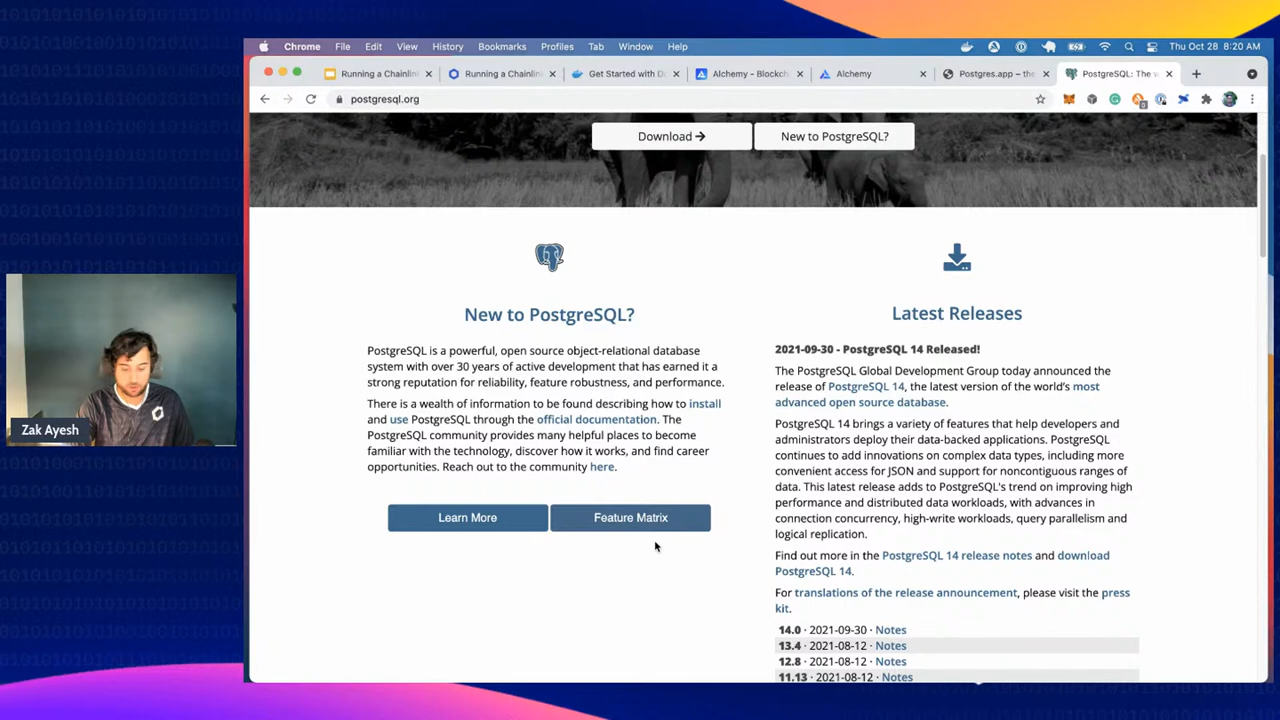 Chrome File Edit View History Bookmarks Profiles Tab Window Help Thu Oct 28 8:20 AM
Running a Chainlin Running a Chainlin Get Started with Do Alchemy - Blockch Alchemy Postgres.app – the PostgreSQL: The w
postgresql.org
Download → New to PostgreSQL?
New to PostgreSQL?
PostgreSQL is a powerful, open source object-relational database
system with over 30 years of active development that has earned it a
strong reputation for reliability, feature robustness, and performance.
There is a wealth of information to be found describing how to install
and use PostgreSQL through the official documentation. The
PostgreSQL community provides many helpful places to become
familiar with the technology, discover how it works, and find career
opportunities. Reach out to the community here.
Learn More Feature Matrix
Latest Releases
2021-09-30 - PostgreSQL 14 Released!
The PostgreSQL Global Development Group today announced the
release of PostgreSQL 14, the latest version of the world's most
advanced open source database.
PostgreSQL 14 brings a variety of features that help developers and
administrators deploy their data-backed applications. PostgreSQL
continues to add innovations on complex data types, including more
convenient access for JSON and support for noncontiguous ranges of
data. This latest release adds to PostgreSQL's trend on improving high
performance and distributed data workloads, with advances in
connection concurrency, high-write workloads, query parallelism and
logical replication.
Find out more in the PostgreSQL 14 release notes and download
PostgreSQL 14.
For translations of the release announcement, please visit the press
kit.
14.0 · 2021-09-30 · Notes
13.4 · 2021-08-12 · Notes
12.8 · 2021-08-12 · Notes
11.13 · 2021-08-12 · Notes
Zak Ayesh